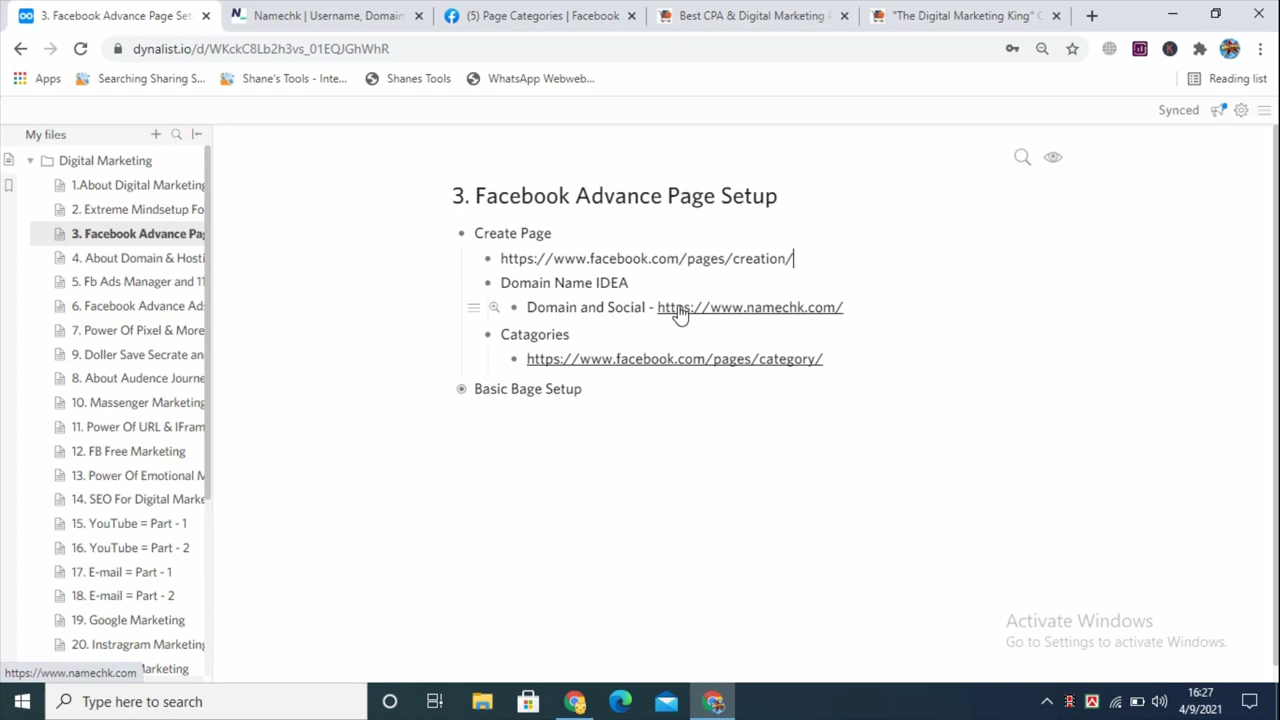 3. Facebook Advance Page Set
Namechk | Username, Domain
(5) Page Categories | Facebook
Best CPA & Digital Marketing
"The Digital Marketing King"
dynalist.io/d/WKckC8Lb2h3vs_01EQJGhWhR
Apps
Searching Sharing S...
Shane's Tools - Inte...
Shanes Tools
WhatsApp Webweb...
Reading list
Synced
My files
Digital Marketing
1.About Digital Marketing
2. Extreme Mindsetup Fo
3. Facebook Advance Pag
4. About Domain & Hosti
5. Fb Ads Manager and 11
6. Facebook Advance Ad
7. Power Of Pixel & More
9. Doller Save Secrate and
8. About Audence Journe
10. Massenger Marketing
11. Power Of URL & IFram
12. FB Free Marketing
13. Power Of Emotional M
14. SEO For Digital Marke
15. YouTube = Part - 1
16. YouTube = Part - 2
17. E-mail = Part - 1
18. E-mail = Part - 2
19. Google Marketing
20. Instragram Marketing
Marketing
3. Facebook Advance Page Setup
Create Page
https://www.facebook.com/pages/creation/
Domain Name IDEA
Domain and Social - https://www.namechk.com/
Catagories
https://www.facebook.com/pages/category/
Basic Bage Setup
Activate Windows
Go to Settings to activate Windows.
https://www.namechk.com
Type here to search
16:27
4/9/2021